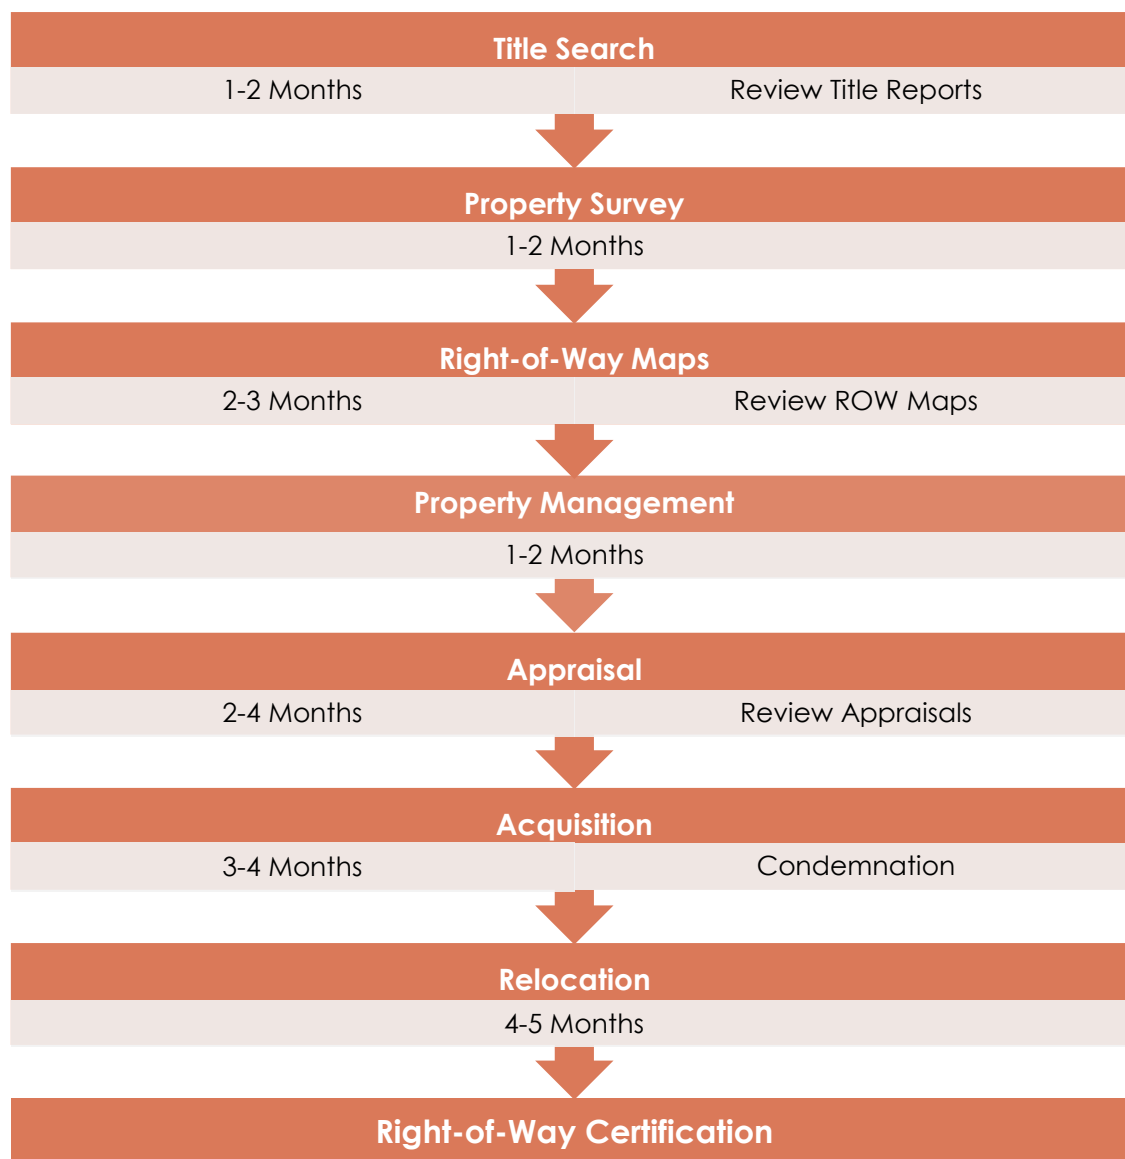 Title Search
1-2 Months
Review Title Reports
Property Survey
1-2 Months
Right-of-Way Maps
2-3 Months
Review ROW Maps
Property Management
1-2 Months
Appraisal
2-4 Months
Review Appraisals
Acquisition
3-4 Months
Condemnation
Relocation
4-5 Months
Right-of-Way Certification